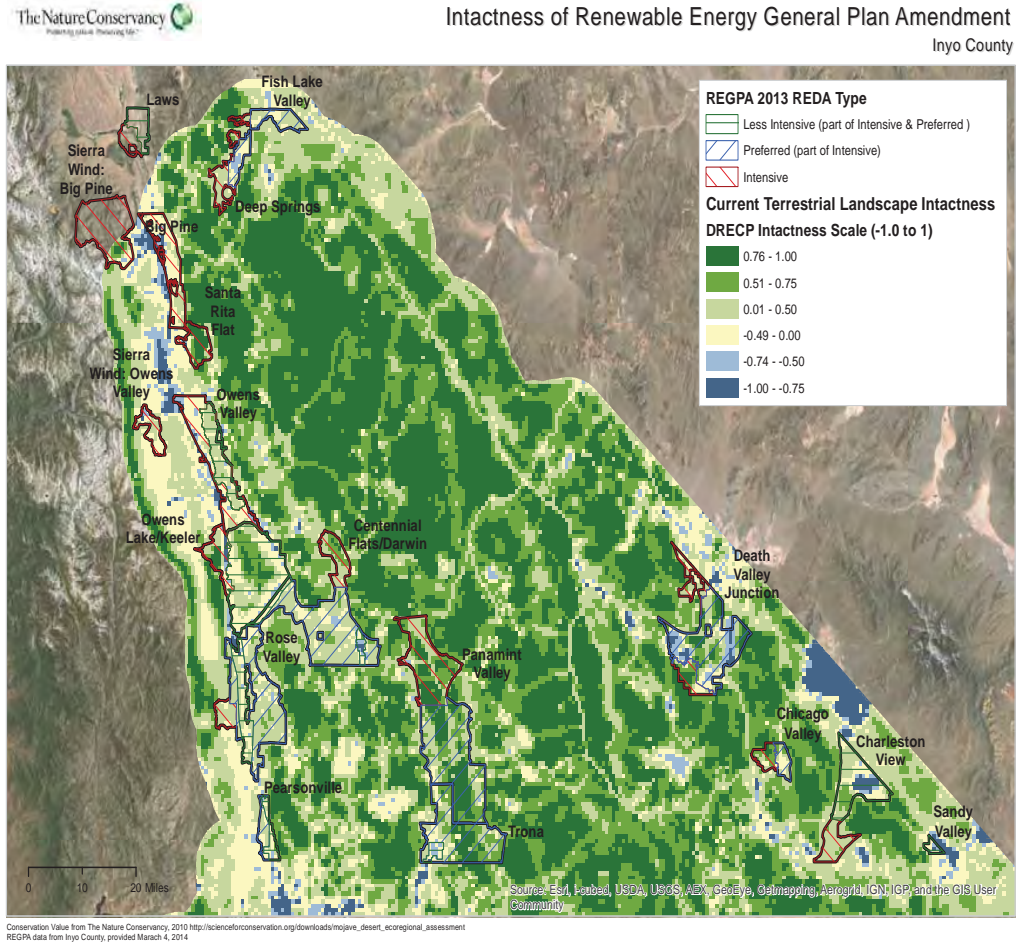 The Nature Conservancy
Protecting nature. Preserving life.
Intactness of Renewable Energy General Plan Amendment
Inyo County
REGPA 2013 REDA Type
Less Intensive (part of Intensive & Preferred )
Preferred (part of Intensive)
Intensive
Current Terrestrial Landscape Intactness
DRECP Intactness Scale (-1.0 to 1)
0.76 - 1.00
0.51 - 0.75
0.01 - 0.50
-0.49 - 0.00
-0.74 - -0.50
-1.00 - -0.75
Fish Lake
Valley
Laws
Sierra
Wind:
Big Pine
Deep Springs
Big Pine
Santa
Rita
Flat
Sierra
Wind: Owens
Valley
Owens
Valley
Owens
Lake/Keeler
Centennial
Flats/Darwin
Death
Valley
Junction
Rose
Valley
Panamint
Valley
Chicago
Valley
Charleston
View
Pearsonville
Trona
Sandy
Valley
0 10 20 Miles
Source: Esri, i-cubed, USDA, USGS, AEX, GeoEye, Getmapping, Aerogrid, IGN, IGP, and the GIS User
Community
Conservation Value from The Nature Conservancy, 2010 http://scienceforconservation.org/downloads/mojave_desert_ecoregional_assessment
REGPA data from Inyo County, provided Marach 4, 2014